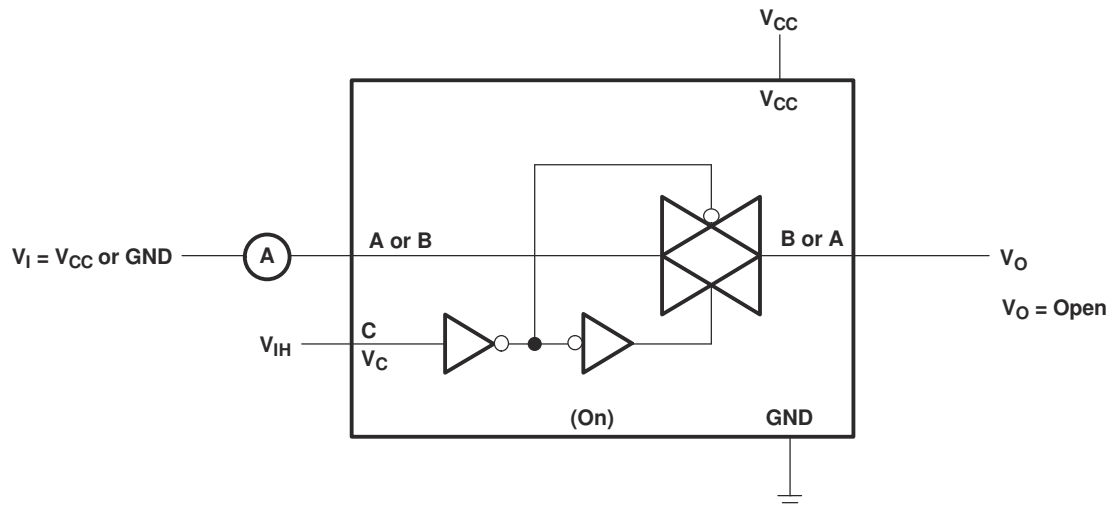 VCC
VCC
VI = VCC or GND
A
A or B
B or A
VO
VO = Open
VIH
C
VC
(On)
GND